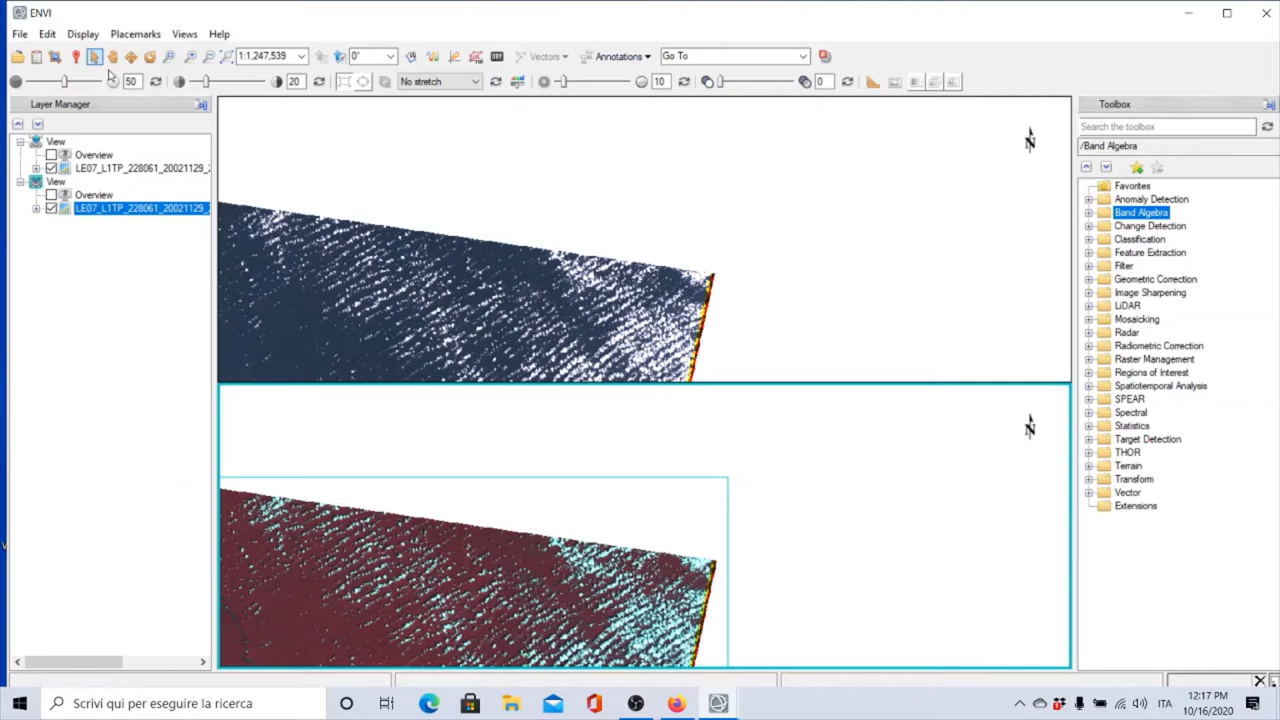 ENVI
File Edit Display Placemarks Views Help
1:1,247,539 0° Vectors Annotations Go To
50 20 No stretch 10 0
Layer Manager
View
Overview
LE07_L1TP_228061_20021129_
View
Overview
LE07_L1TP_228061_20021129_
N
N
Toolbox
Search the toolbox
/Band Algebra
Favorites
Anomaly Detection
Band Algebra
Change Detection
Classification
Feature Extraction
Filter
Geometric Correction
Image Sharpening
LiDAR
Mosaicking
Radar
Radiometric Correction
Raster Management
Regions of Interest
Spatiotemporal Analysis
SPEAR
Spectral
Statistics
Target Detection
THOR
Terrain
Transform
Vector
Extensions
Scrivi qui per eseguire la ricerca
ITA
12:17 PM
10/16/2020